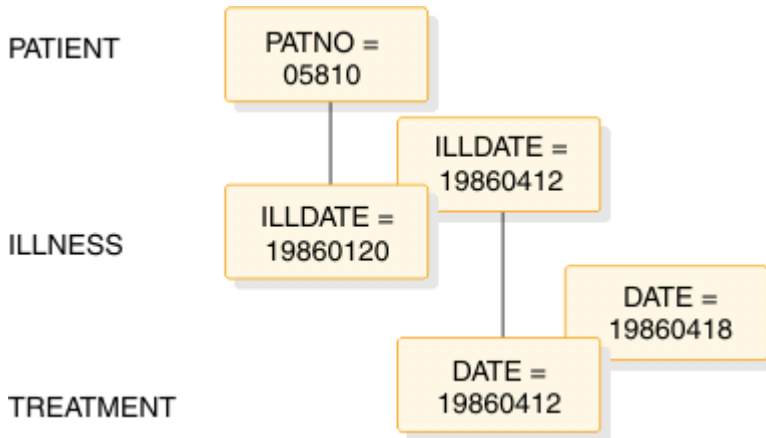 PATIENT
PATNO =
05810
ILLDATE =
19860412
ILLNESS
ILLDATE =
19860120
DATE =
19860418
TREATMENT
DATE =
19860412